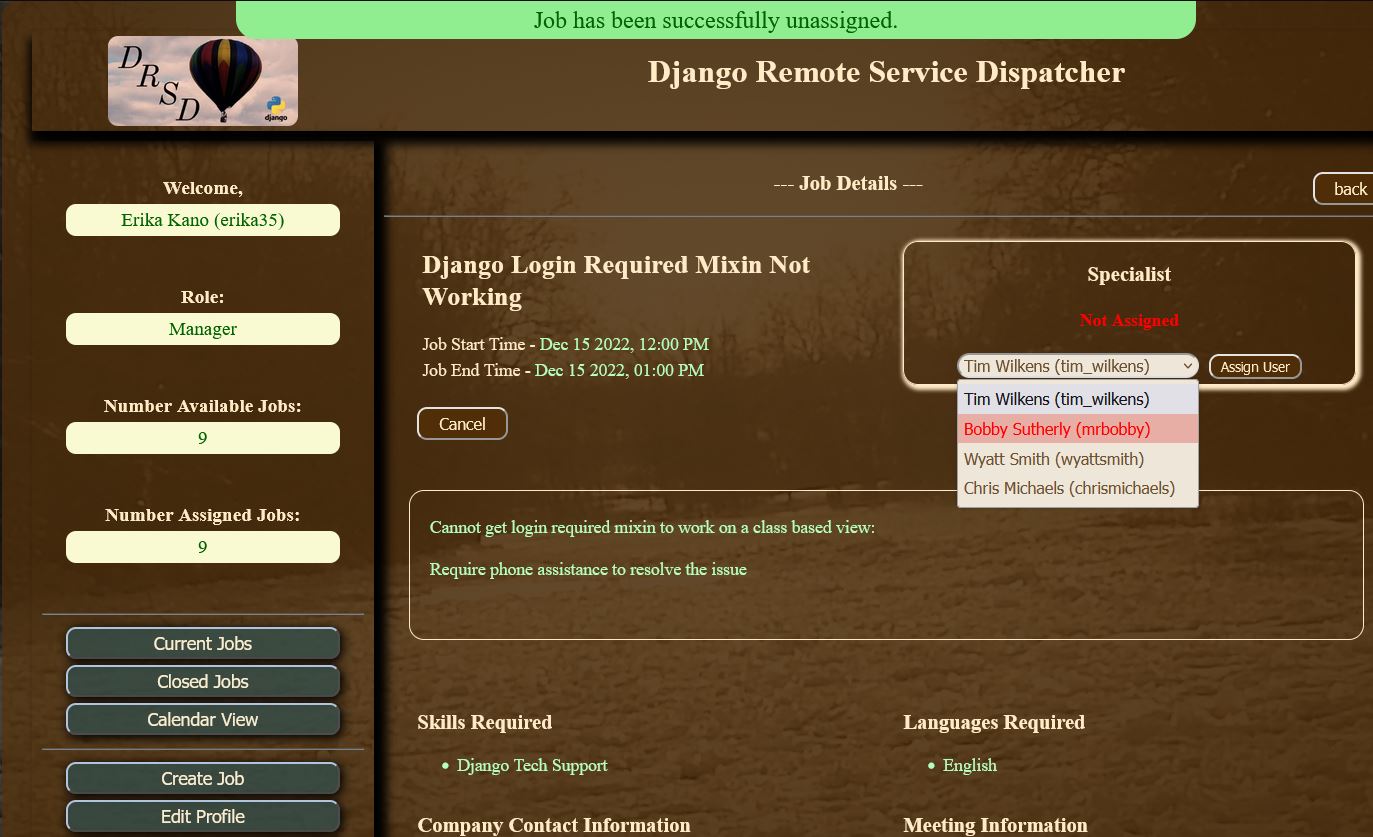 Job has been successfully unassigned.
D
R
S
D
django
Django Remote Service Dispatcher
Welcome,
Erika Kano (erika35)
Role:
Manager
Number Available Jobs:
9
Number Assigned Jobs:
9
Current Jobs
Closed Jobs
Calendar View
Create Job
Edit Profile
--- Job Details ---
back
Django Login Required Mixin Not
Working
Job Start Time - Dec 15 2022, 12:00 PM
Job End Time - Dec 15 2022, 01:00 PM
Cancel
Specialist
Not Assigned
Tim Wilkens (tim_wilkens)
Assign User
Tim Wilkens (tim_wilkens)
Bobby Sutherly (mrbobby)
Wyatt Smith (wyattsmith)
Chris Michaels (chrismichaels)
Cannot get login required mixin to work on a class based view:
Require phone assistance to resolve the issue
Skills Required
• Django Tech Support
Languages Required
• English
Company Contact Information
Meeting Information